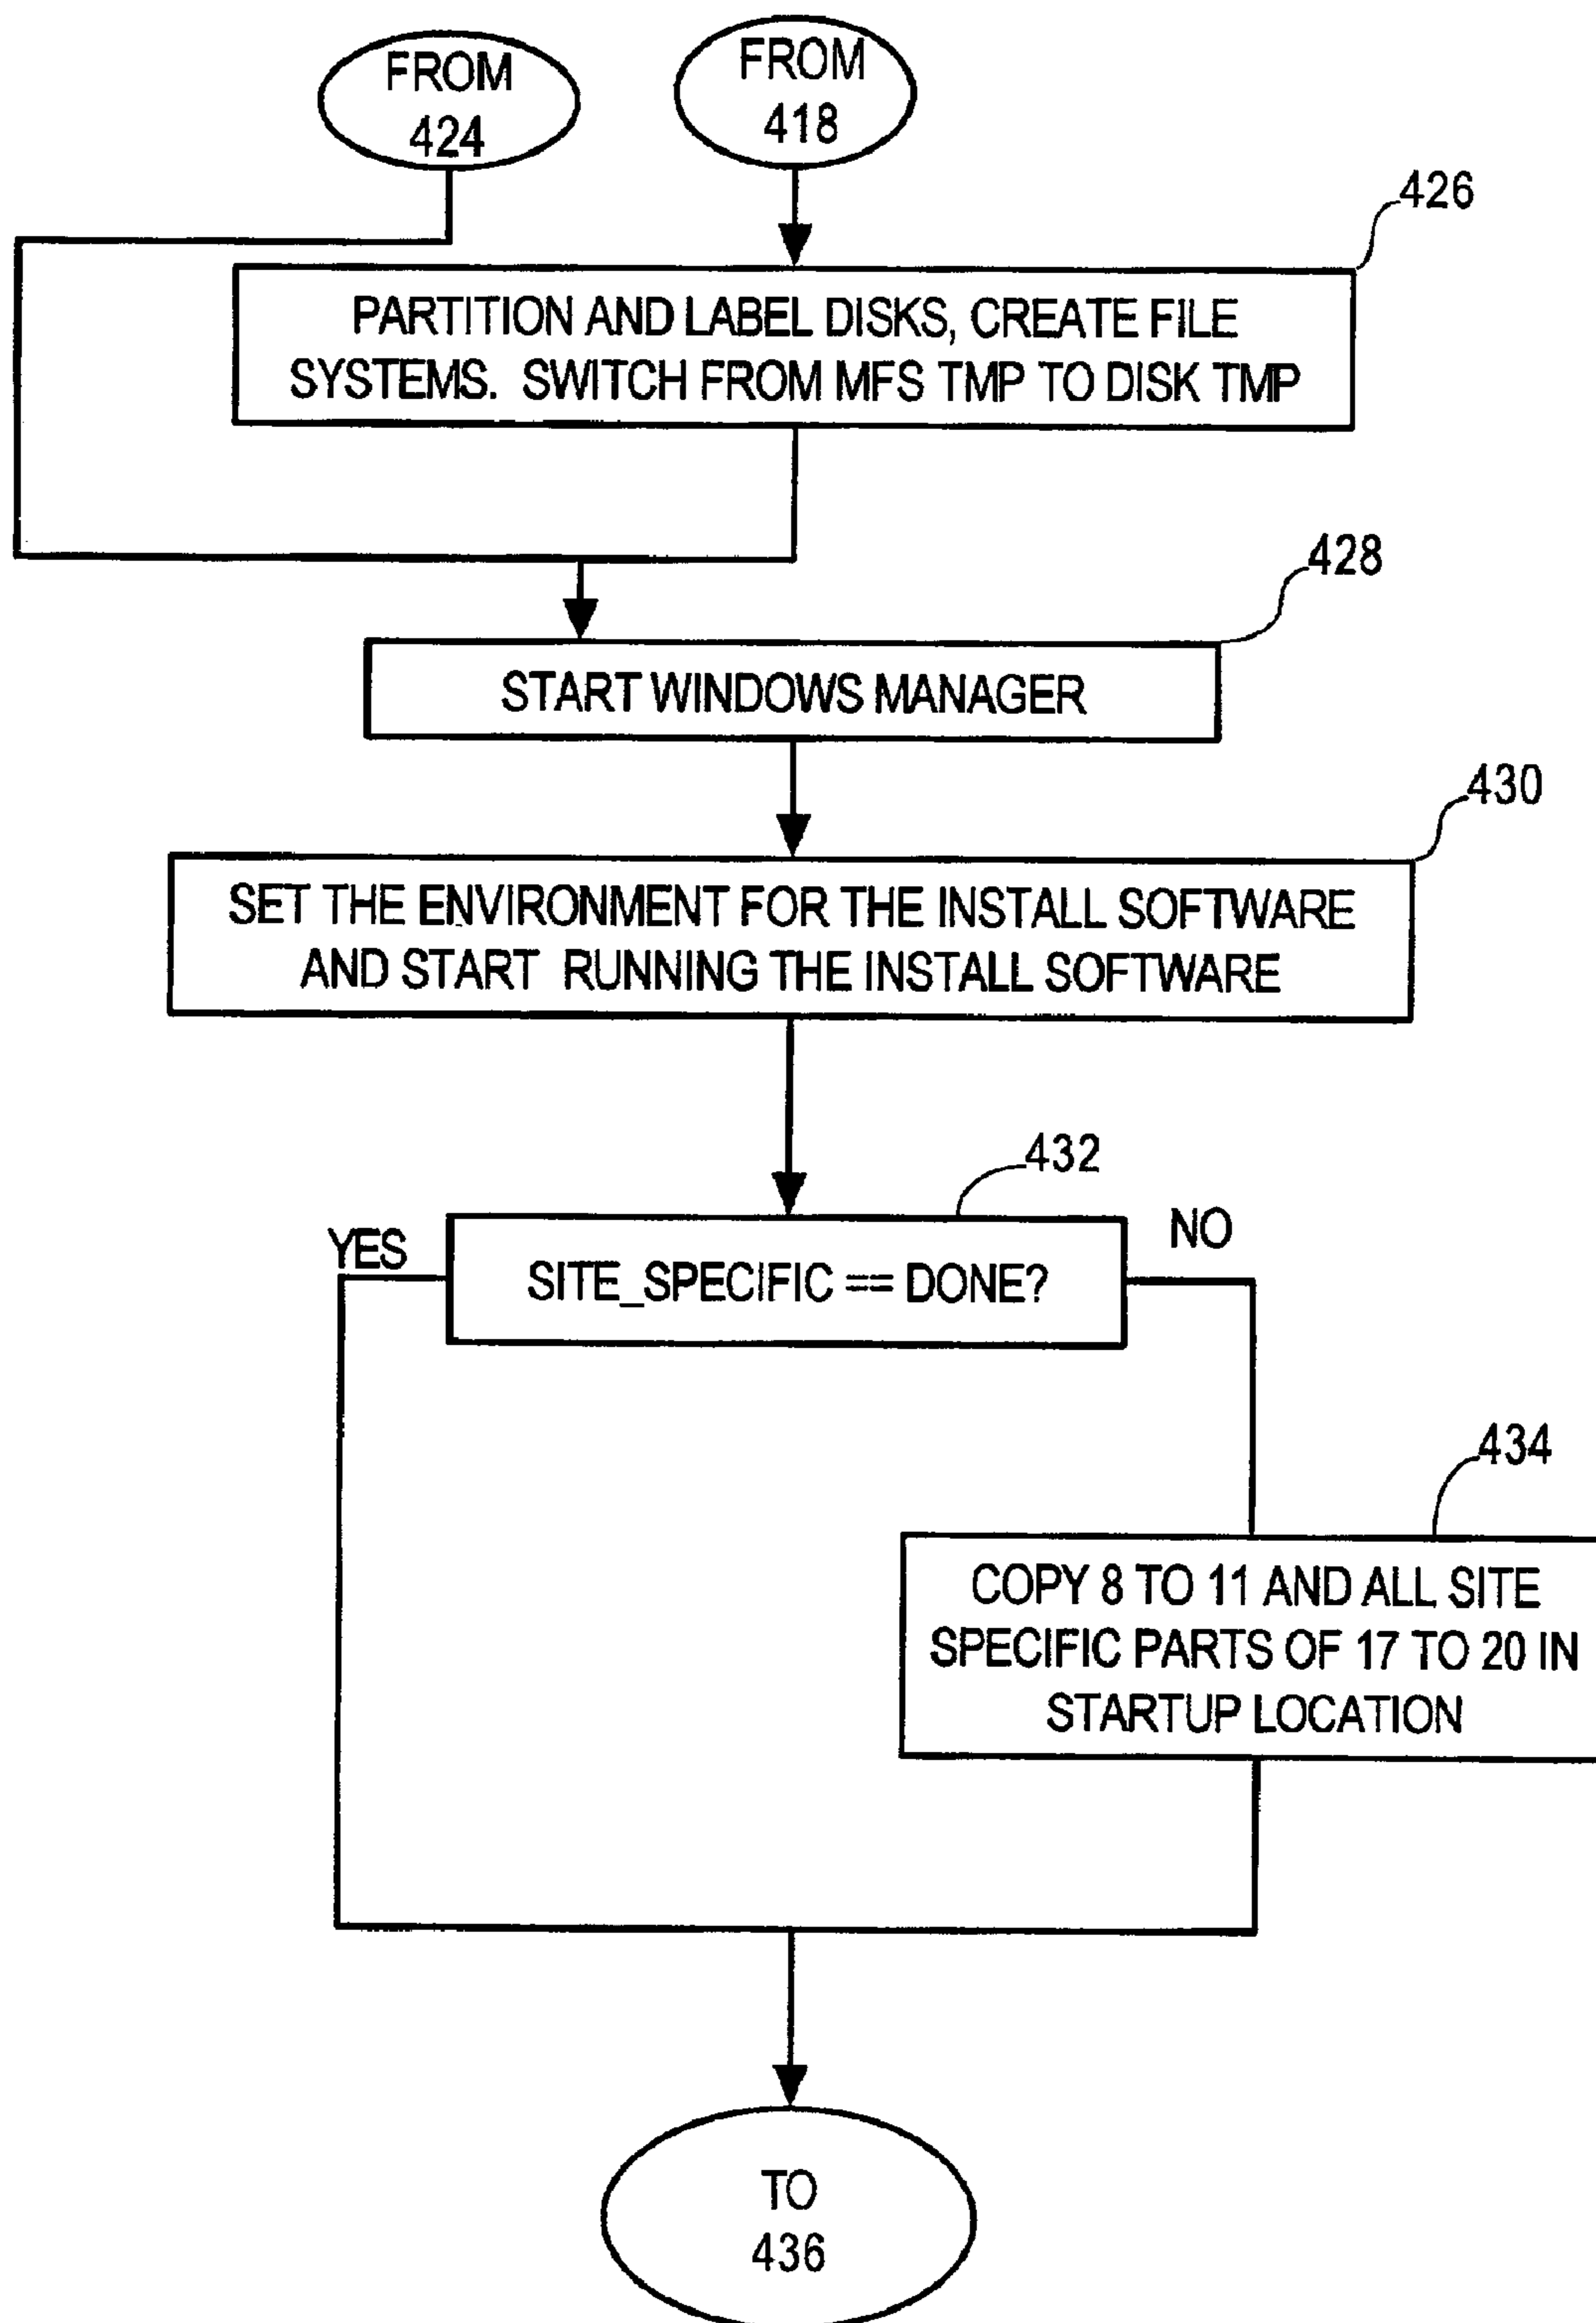 FROM
424
FROM
418
426
PARTITION AND LABEL DISKS, CREATE FILE
SYSTEMS. SWITCH FROM MFS TMP TO DISK TMP
428
START WINDOWS MANAGER
430
SET THE ENVIRONMENT FOR THE INSTALL SOFTWARE
AND START RUNNING THE INSTALL SOFTWARE
432
YES
NO
SITE_SPECIFIC == DONE?
434
COPY 8 TO 11 AND ALL SITE
SPECIFIC PARTS OF 17 TO 20 IN
STARTUP LOCATION
TO
436